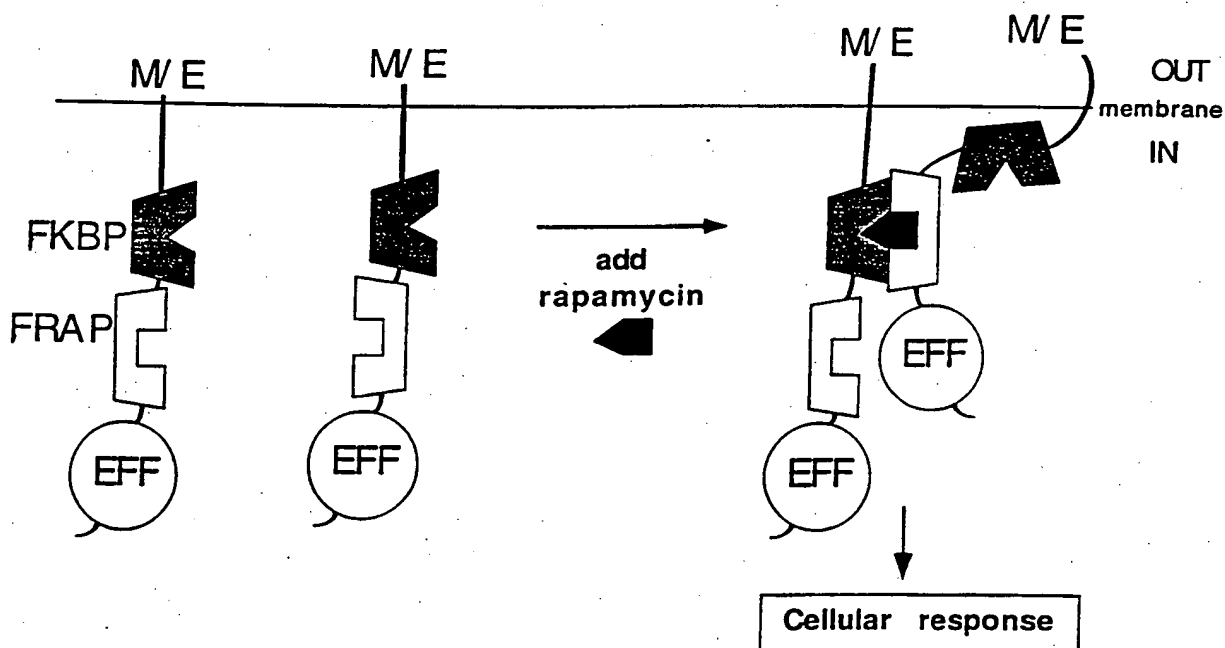 M/E
M/E
M/E
M/E
OUT
membrane
IN
FKBP
FRAP
EFF
EFF
add
rapamycin
EFF
EFF
Cellular response